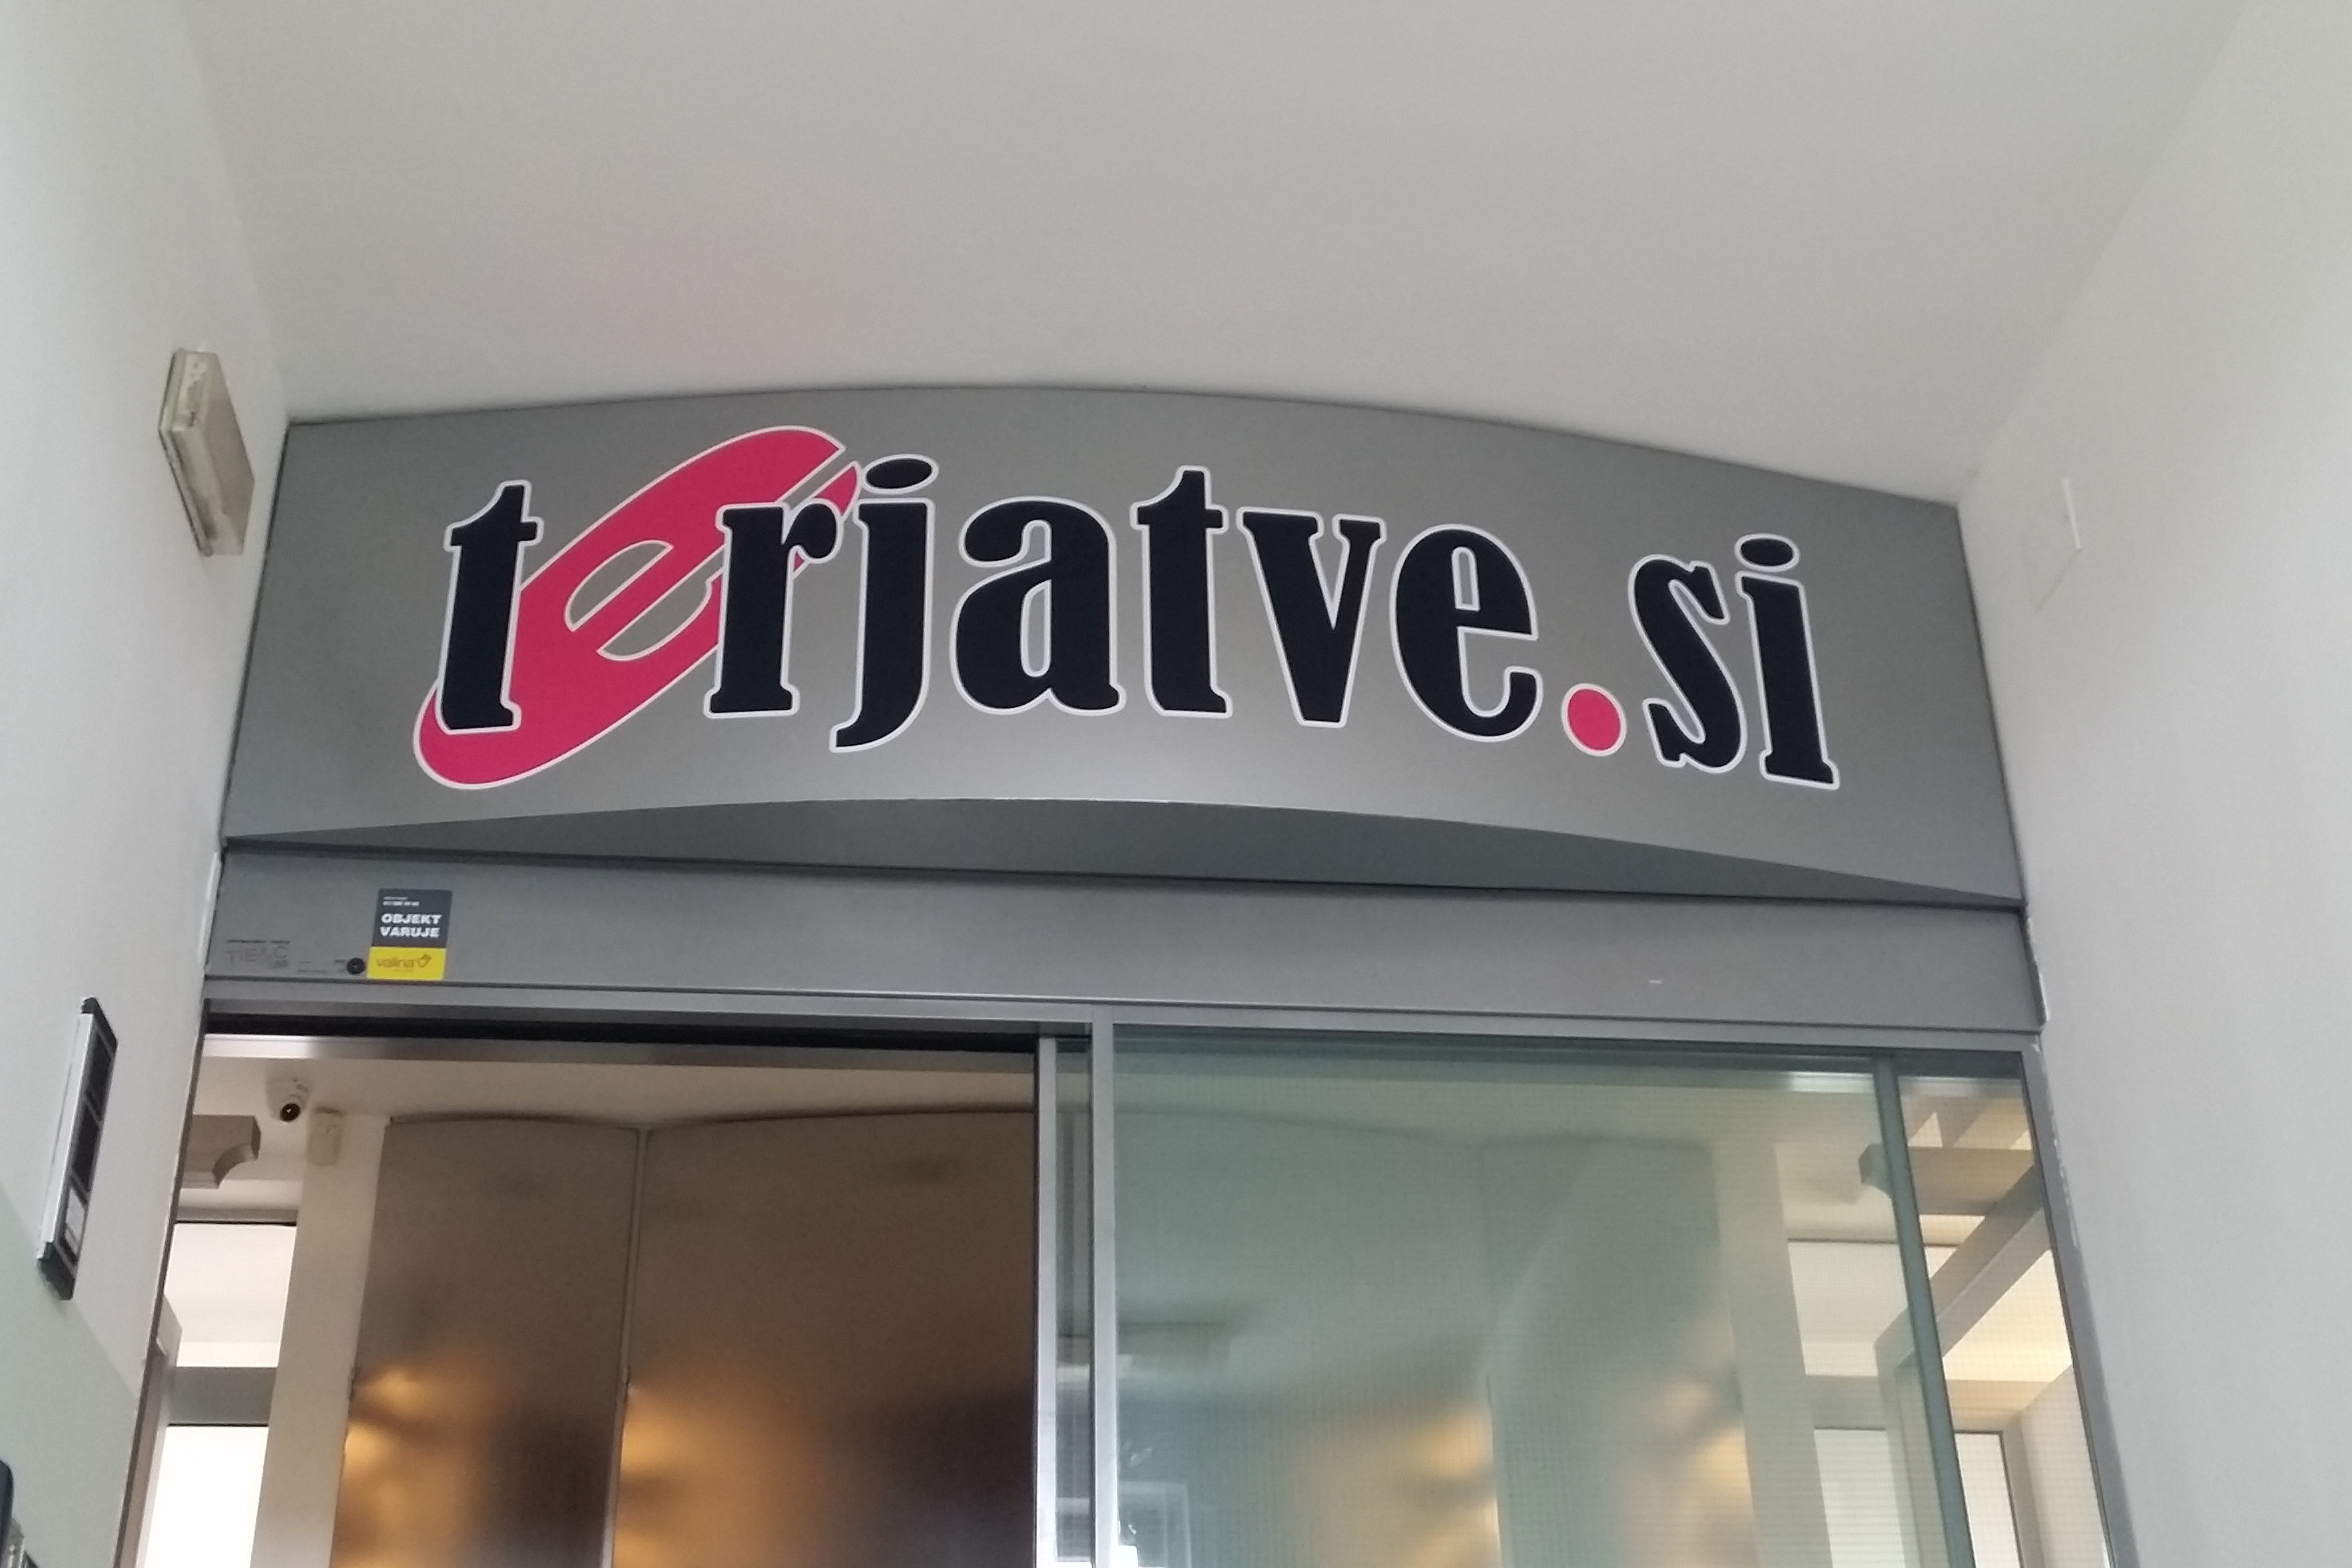 terjatve.si
OBJEKT
VARUJE
valina